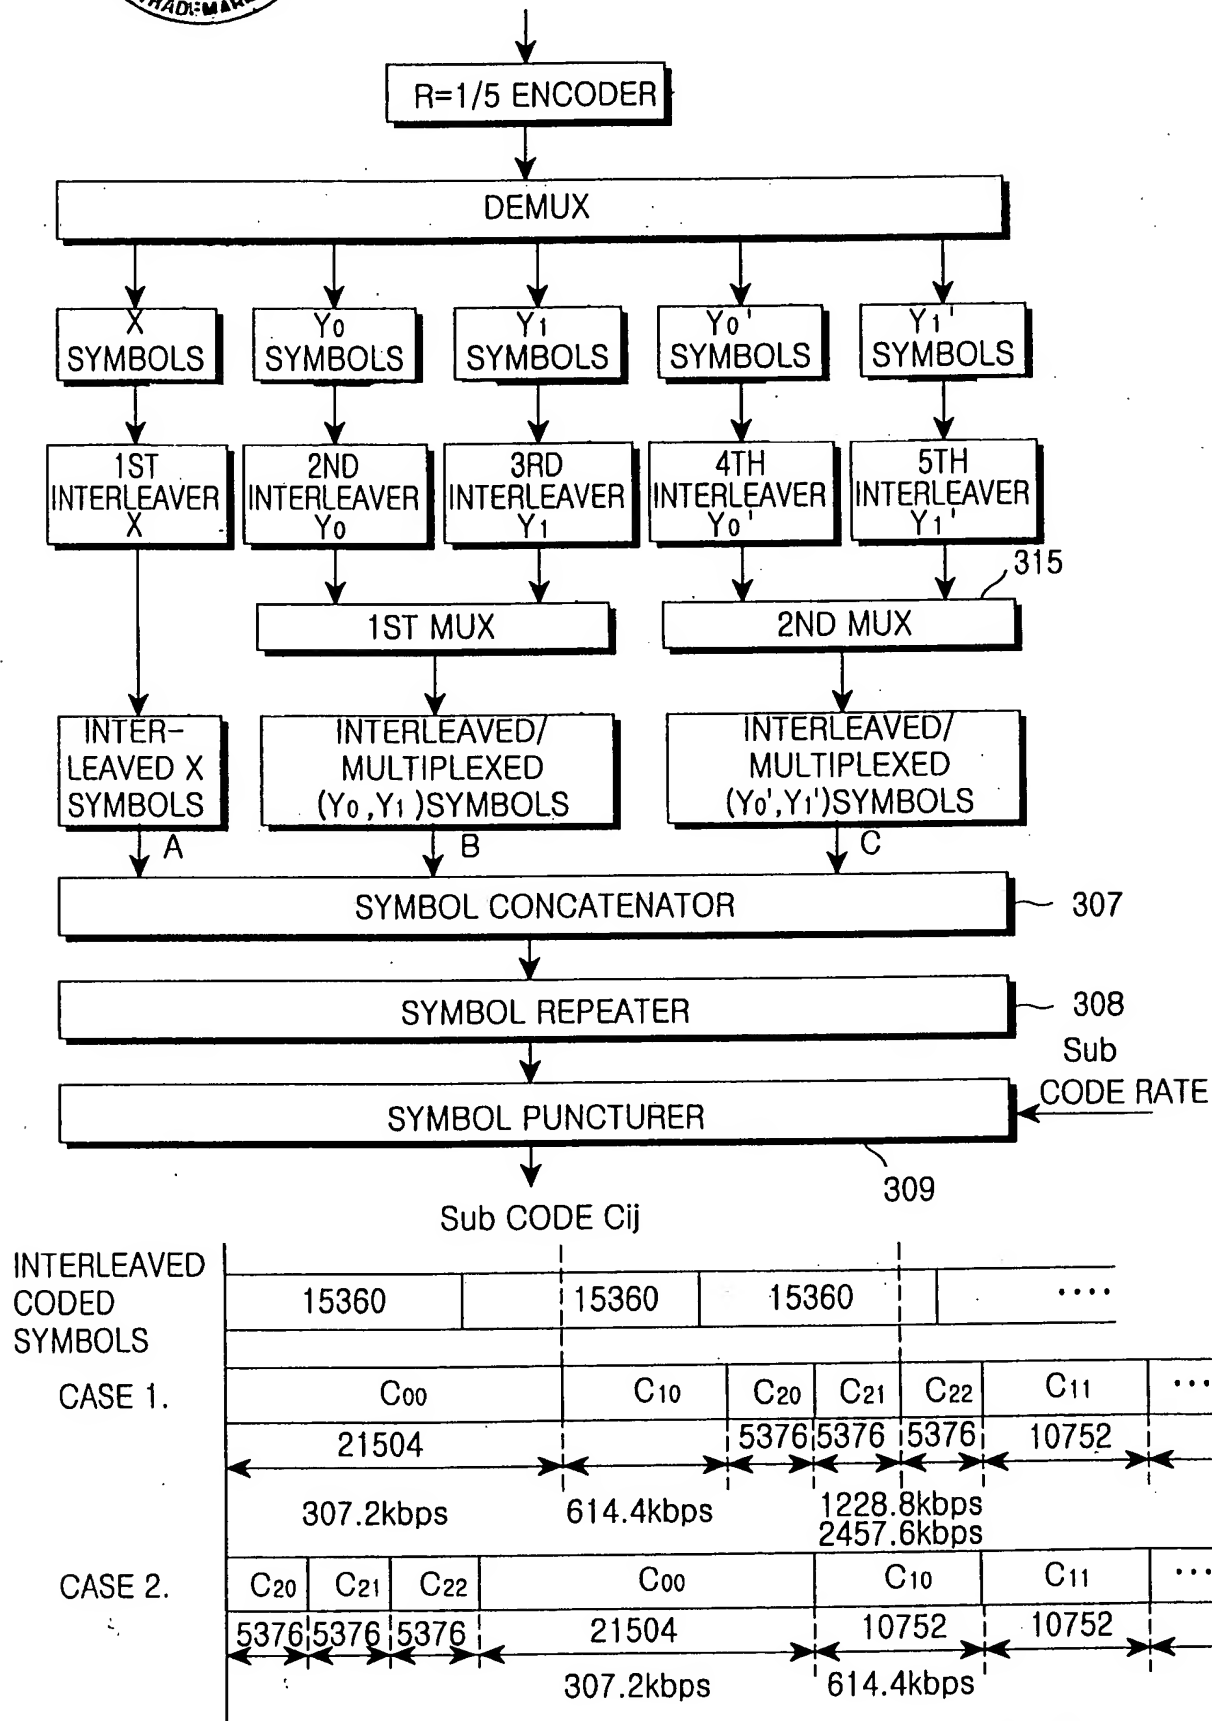 TRADEMARK
R=1/5 ENCODER
DEMUX
X SYMBOLS
Y0 SYMBOLS
Y1 SYMBOLS
Y0' SYMBOLS
Y1' SYMBOLS
1ST INTERLEAVER X
2ND INTERLEAVER Y0
3RD INTERLEAVER Y1
4TH INTERLEAVER Y0'
5TH INTERLEAVER Y1'
315
1ST MUX
2ND MUX
INTER-
LEAVED X
SYMBOLS
INTERLEAVED/
MULTIPLEXED
(Y0,Y1)SYMBOLS
INTERLEAVED/
MULTIPLEXED
(Y0',Y1')SYMBOLS
A
B
C
SYMBOL CONCATENATOR
307
SYMBOL REPEATER
308
Sub
CODE RATE
SYMBOL PUNCTURER
309
Sub CODE Cij
INTERLEAVED
CODED
SYMBOLS
15360 15360 15360 ····
CASE 1. C00 C10 C20 C21 C22 C11 ···
21504 5376 5376 5376 10752
307.2kbps 614.4kbps 1228.8kbps
2457.6kbps
CASE 2. C20 C21 C22 C00 C10 C11 ···
5376 5376 5376 21504 10752 10752
307.2kbps 614.4kbps